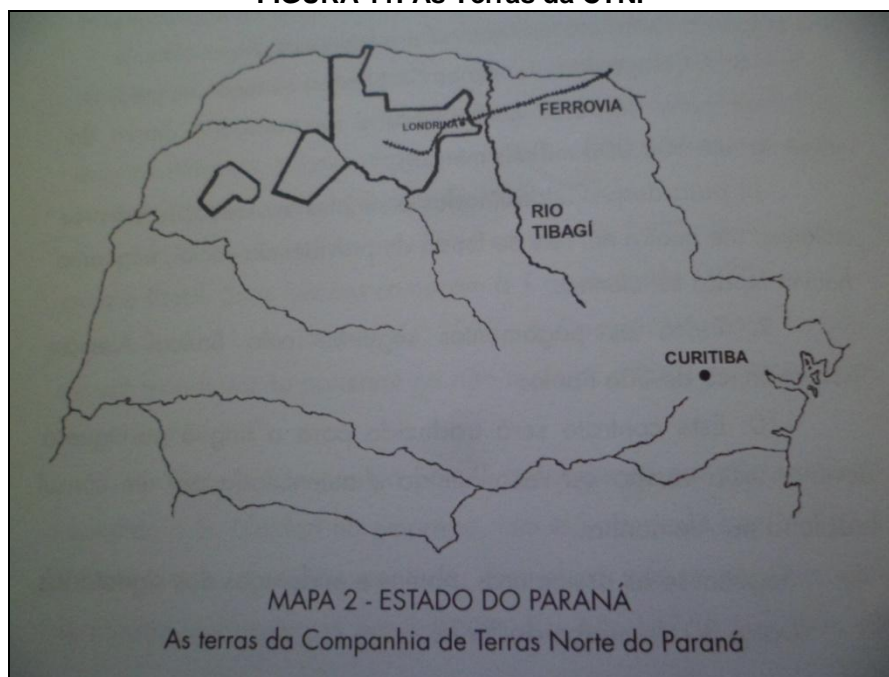 FIGURA 11: As Terras da CTNP
FERROVIA
LONDRINA
RIO
TIBAGÍ
CURITIBA
MAPA 2 - ESTADO DO PARANÁ
As terras da Companhia de Terras Norte do Paraná